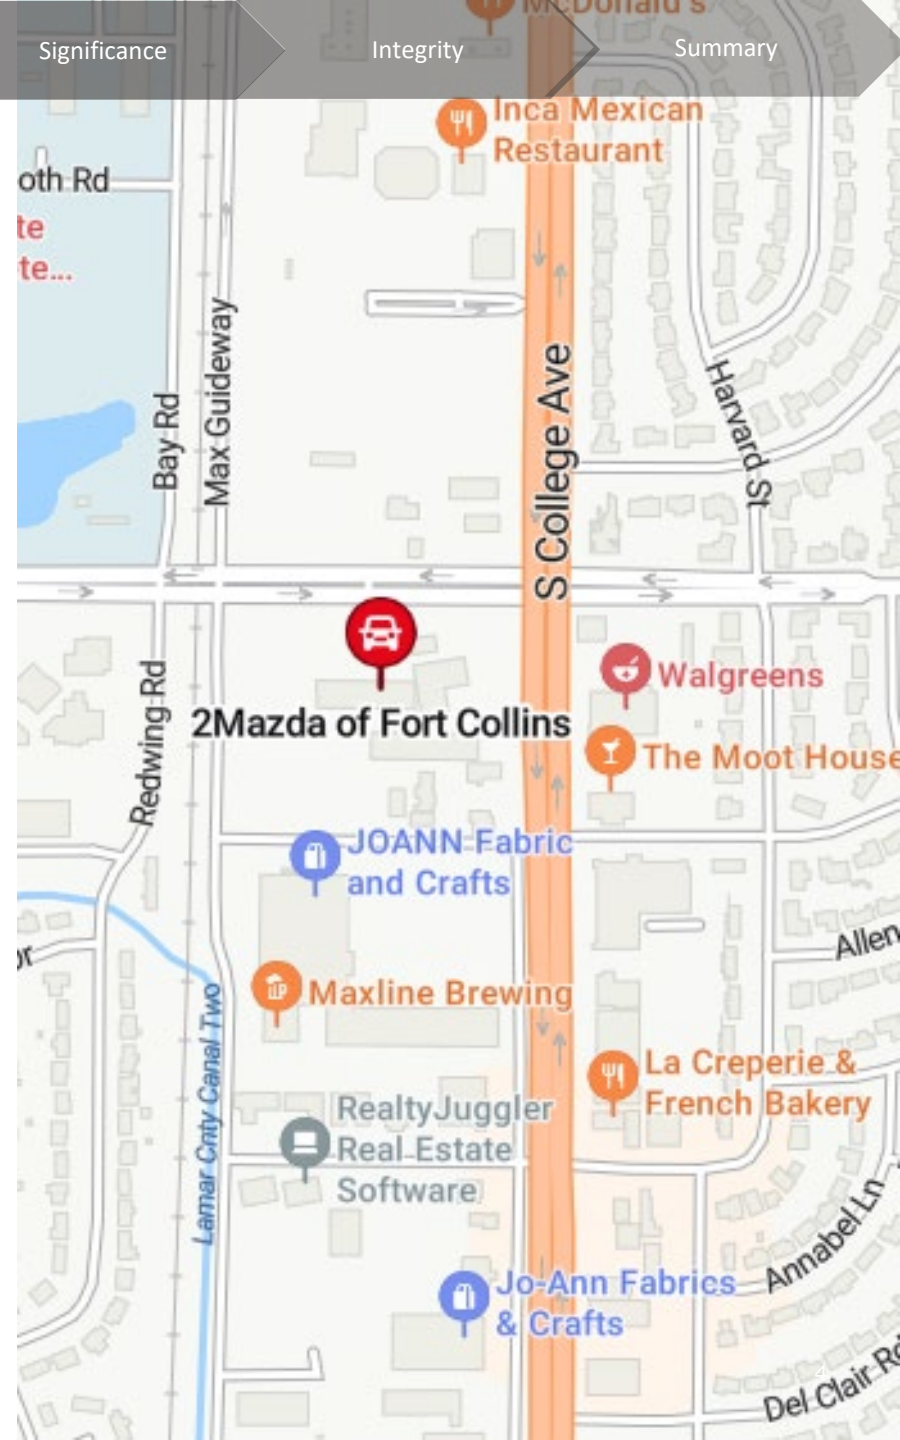 McDonald's
Significance
Integrity
Summary
Inca Mexican
Restaurant
oth Rd
te
te...
Max Guideway
Bay Rd
S College Ave
Harvard St
Walgreens
2Mazda of Fort Collins
Redwing Rd
The Moot House
JOANN Fabric
and Crafts
Allen
or
Maxline Brewing
Lamar Cnty Canal Two
La Creperie &
French Bakery
RealtyJuggler
Real Estate
Software
Annabel Ln
Jo-Ann Fabrics
& Crafts
Del Clair Rd